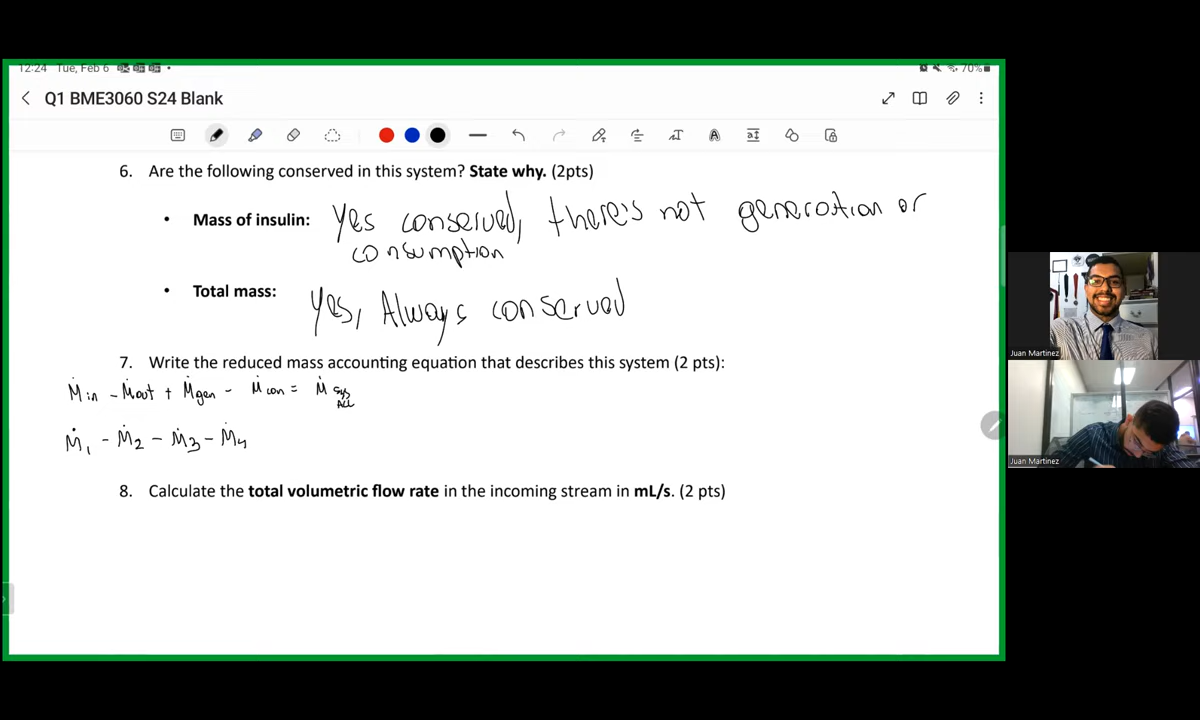 12:24 Tue, Feb 6
70%
Q1 BME3060 S24 Blank
6. Are the following conserved in this system? State why. (2pts)
• Mass of insulin: Yes conserved, there's not generation or
consumption
• Total mass: Yes, Always conserved
7. Write the reduced mass accounting equation that describes this system (2 pts):
ṁin - ṁout + ṁgen - ṁcon = ṁ sys
ACC
ṁ1 - ṁ2 - ṁ3 - ṁ4
8. Calculate the total volumetric flow rate in the incoming stream in mL/s. (2 pts)
Juan Martinez
Juan Martinez